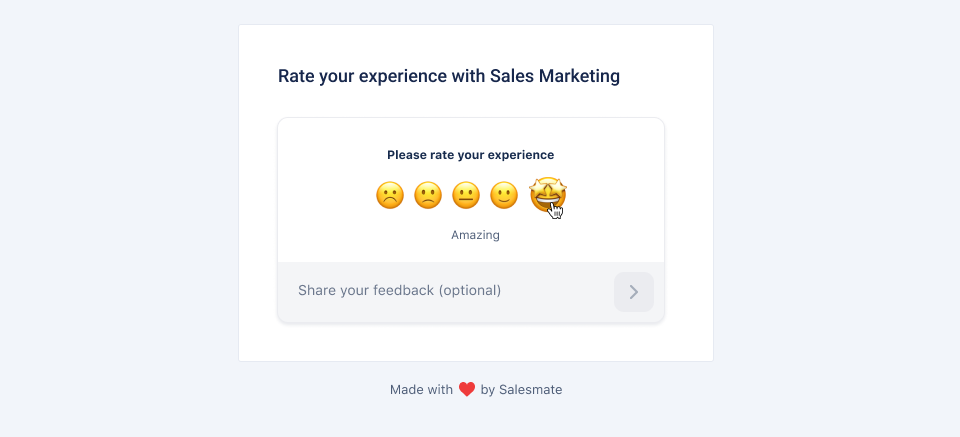 Rate your experience with Sales Marketing
Please rate your experience
Amazing
Share your feedback (optional)
Made with ❤️ by Salesmate